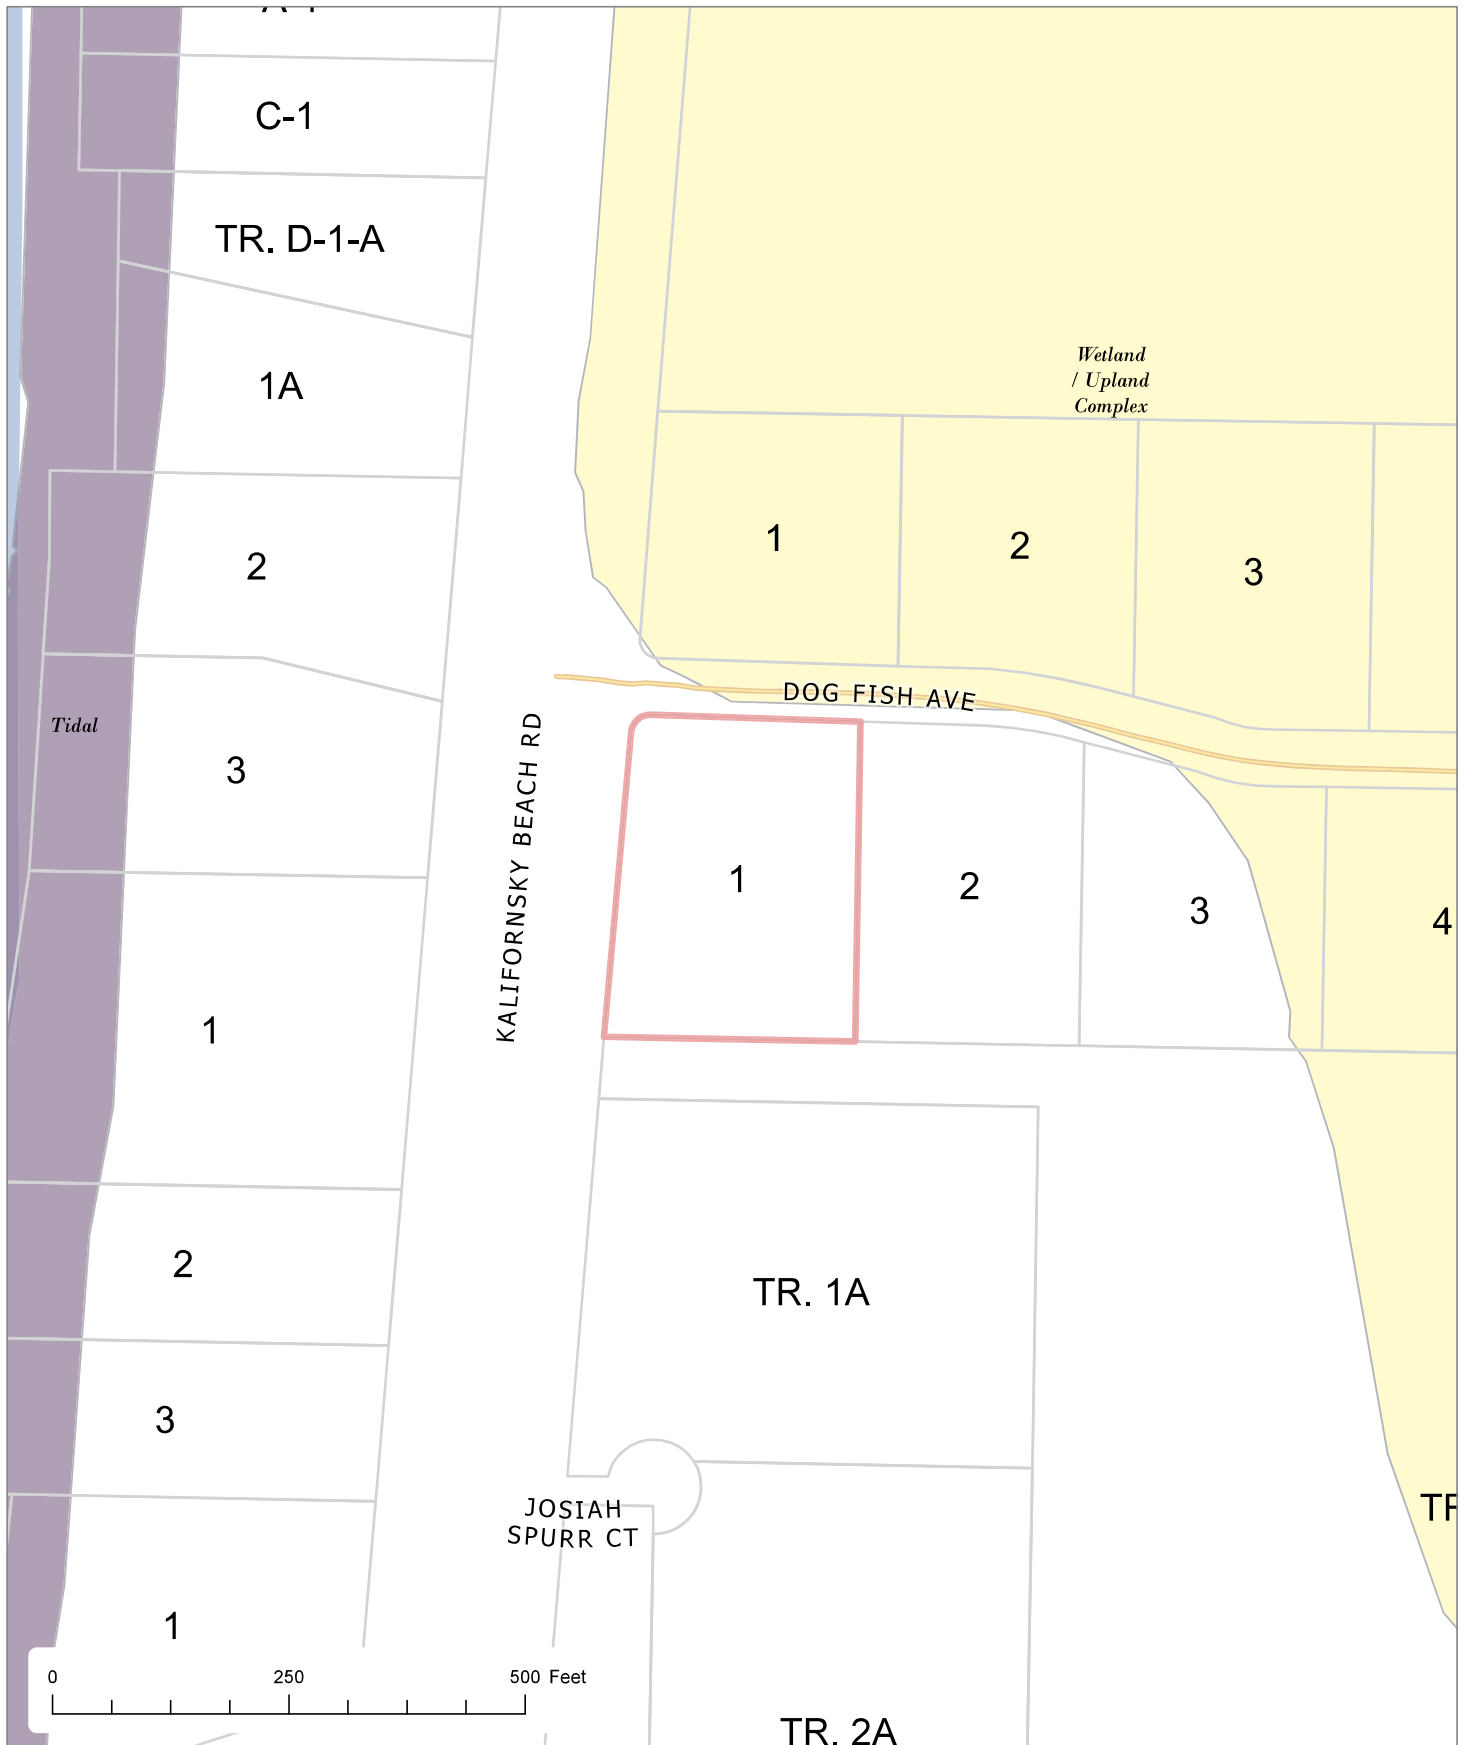 C-1
TR. D-1-A
Wetland
/ Upland
Complex
1A
1
2
3
2
DOG FISH AVE
Tidal
3
KALIFORNSKY BEACH RD
1
2
3
4
1
2
TR. 1A
3
JOSIAH
SPURR CT
1
0 250 500 Feet
TR. 2A